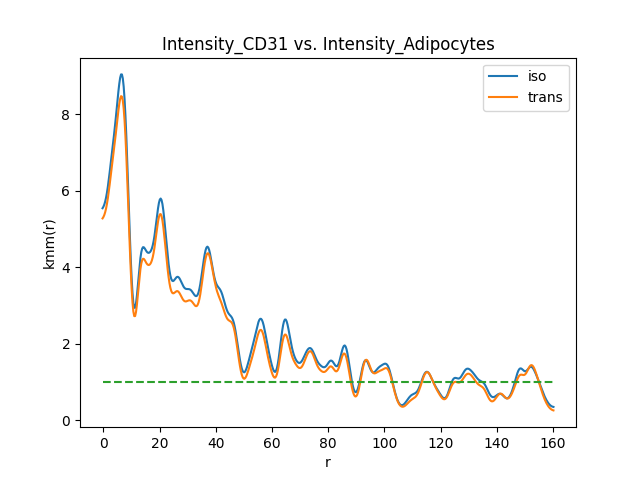 Intensity_CD31 vs. Intensity_Adipocytes
iso
trans
kmm(r)
8
6
4
2
0
0 20 40 60 80 100 120 140 160
r